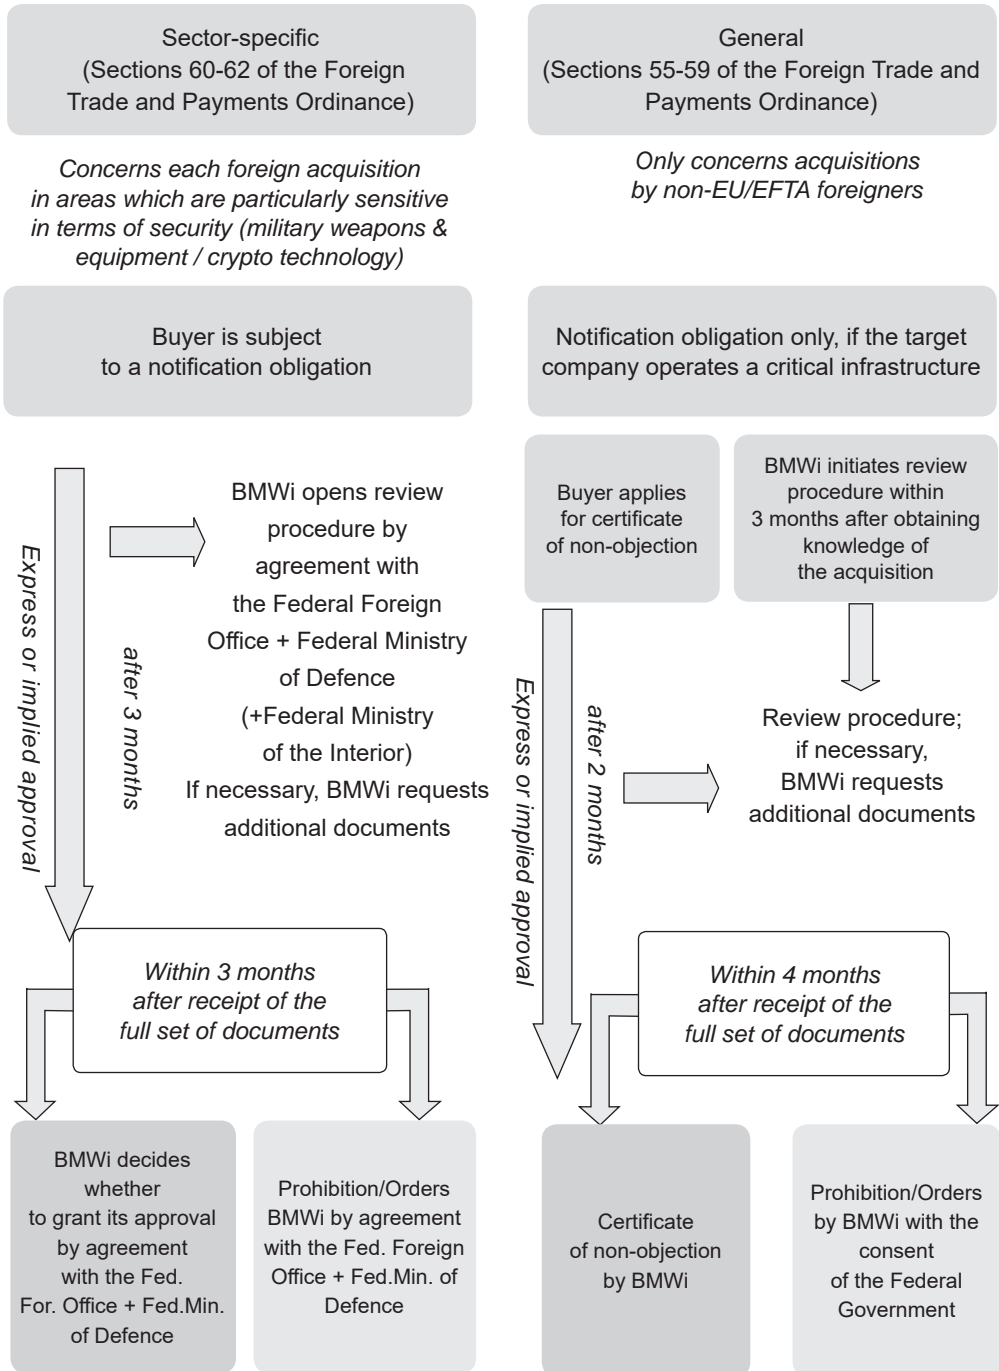 Sector-specific
(Sections 60-62 of the Foreign
Trade and Payments Ordinance)
Concerns each foreign acquisition
in areas which are particularly sensitive
in terms of security (military weapons &
equipment / crypto technology)
Buyer is subject
to a notification obligation
Express or implied approval
after 3 months
BMWi opens review
procedure by
agreement with
the Federal Foreign
Office + Federal Ministry
of Defence
(+Federal Ministry
of the Interior)
If necessary, BMWi requests
additional documents
Within 3 months
after receipt of the
full set of documents
BMWi decides
whether
to grant its approval
by agreement
with the Fed.
For. Office + Fed.Min.
of Defence
Prohibition/Orders
BMWi by agreement
with the Fed. Foreign
Office + Fed.Min. of
Defence
General
(Sections 55-59 of the Foreign Trade and
Payments Ordinance)
Only concerns acquisitions
by non-EU/EFTA foreigners
Notification obligation only, if the target
company operates a critical infrastructure
Buyer applies
for certificate
of non-objection
BMWi initiates review
procedure within
3 months after obtaining
knowledge of
the acquisition
Express or implied approval
after 2 months
Review procedure;
if necessary,
BMWi requests
additional documents
Within 4 months
after receipt of the
full set of documents
Certificate
of non-objection
by BMWi
Prohibition/Orders
by BMWi with the
consent
of the Federal
Government